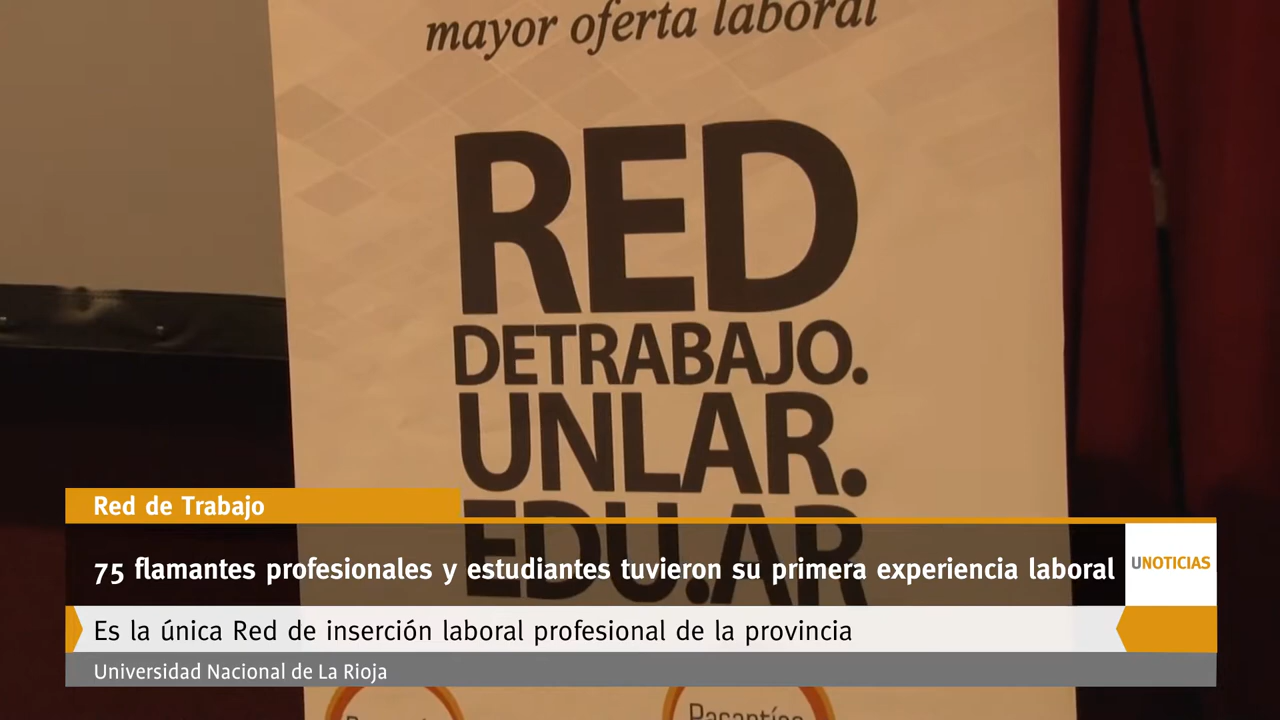 mayor oferta laboral
RED
DETRABAJO.
UNLAR.
EDU.AR
Red de Trabajo
75 flamantes profesionales y estudiantes tuvieron su primera experiencia laboral
UNOTICIAS
Es la única Red de inserción laboral profesional de la provincia
Universidad Nacional de La Rioja
Pasantías